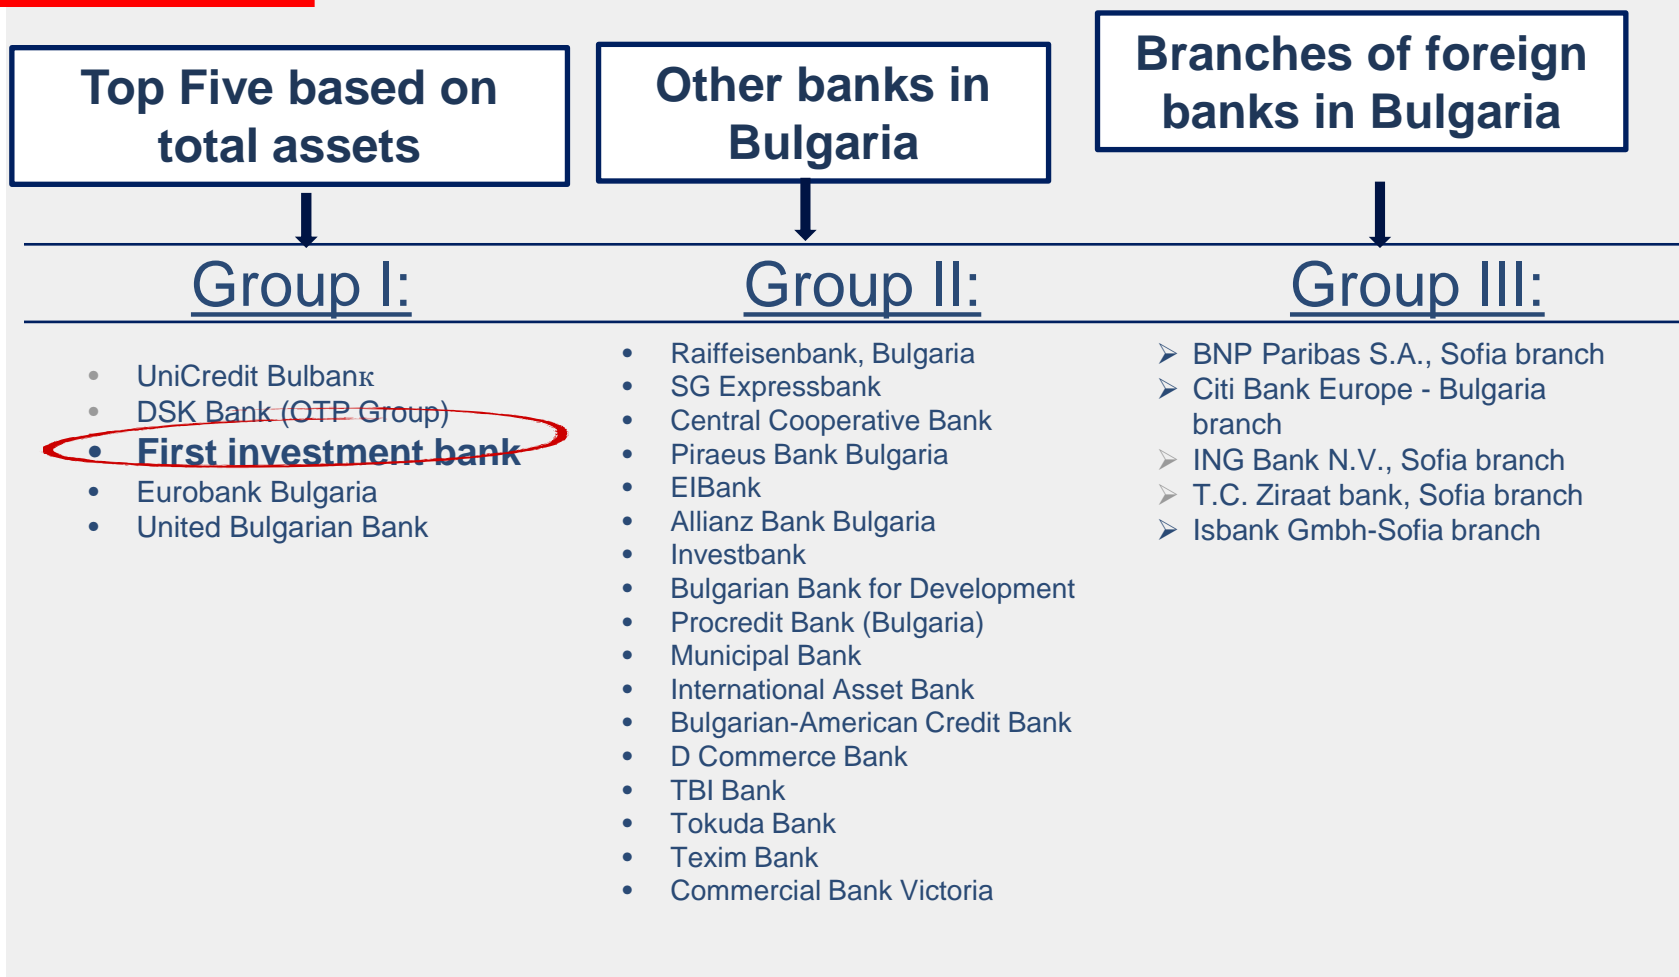 Top Five based on
total assets
Other banks in
Bulgaria
Branches of foreign
banks in Bulgaria
Group I:
Group II:
Group III:
• UniCredit Bulbanк
• DSK Bank (OTP Group)
• First investment bank
• Eurobank Bulgaria
• United Bulgarian Bank
• Raiffeisenbank, Bulgaria
• SG Expressbank
• Central Cooperative Bank
• Piraeus Bank Bulgaria
• EIBank
• Allianz Bank Bulgaria
• Investbank
• Bulgarian Bank for Development
• Procredit Bank (Bulgaria)
• Municipal Bank
• International Asset Bank
• Bulgarian-American Credit Bank
• D Commerce Bank
• TBI Bank
• Tokuda Bank
• Texim Bank
• Commercial Bank Victoria
➢ BNP Paribas S.A., Sofia branch
➢ Citi Bank Europe - Bulgaria
branch
➢ ING Bank N.V., Sofia branch
➢ T.C. Ziraat bank, Sofia branch
➢ Isbank Gmbh-Sofia branch